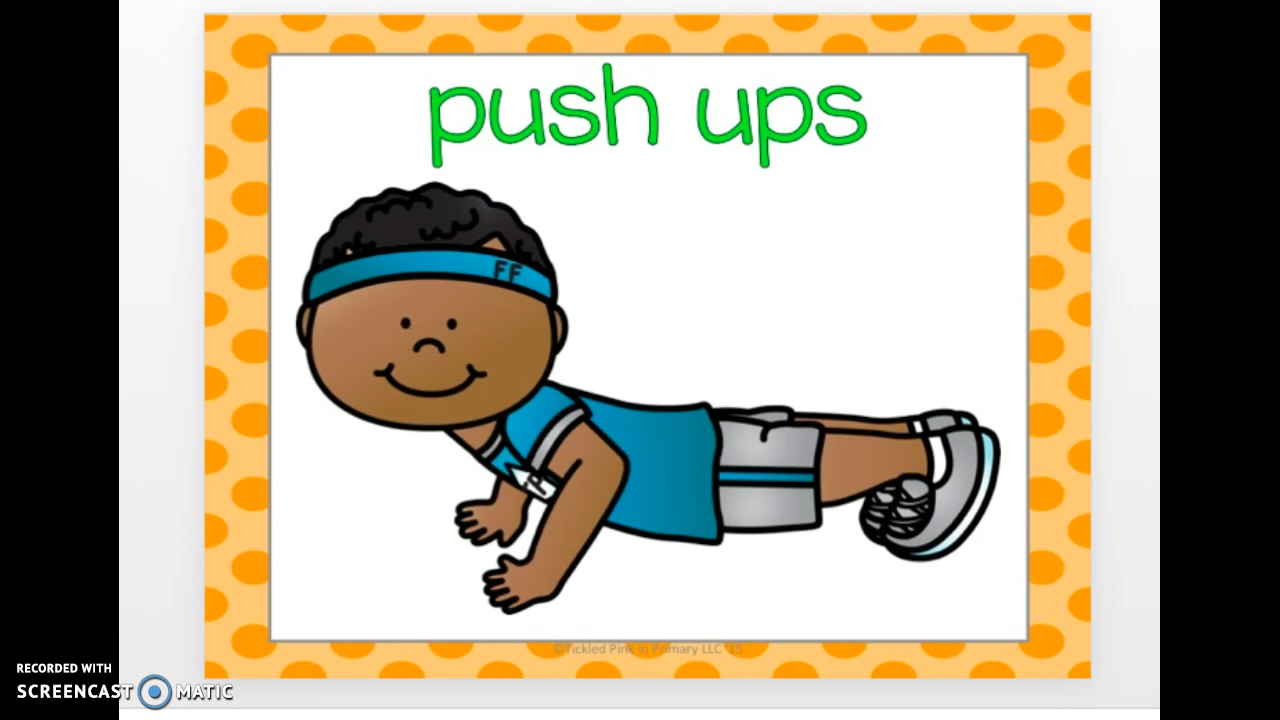 push ups
FF
©Tickled Pink in Primary LLC '15
RECORDED WITH
SCREENCAST MATIC